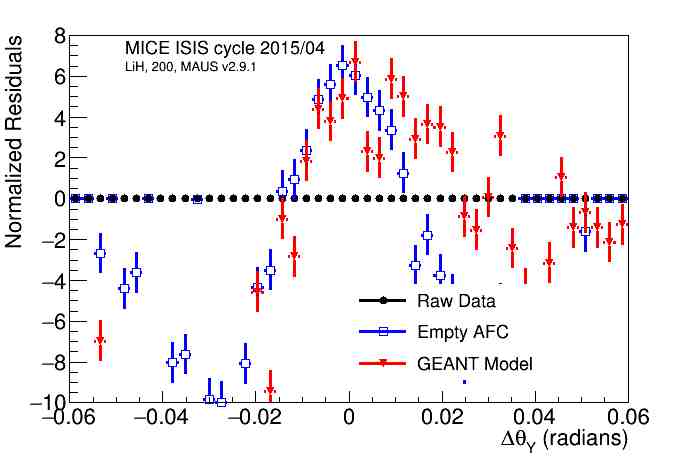 MICE ISIS cycle 2015/04
LiH, 200, MAUS v2.9.1
Normalized Residuals
8
6
4
2
0
−2
−4
−6
−8
−10
Raw Data
Empty AFC
GEANT Model
−0.06 −0.04 −0.02 0 0.02 0.04 0.06
Δθ_Y (radians)